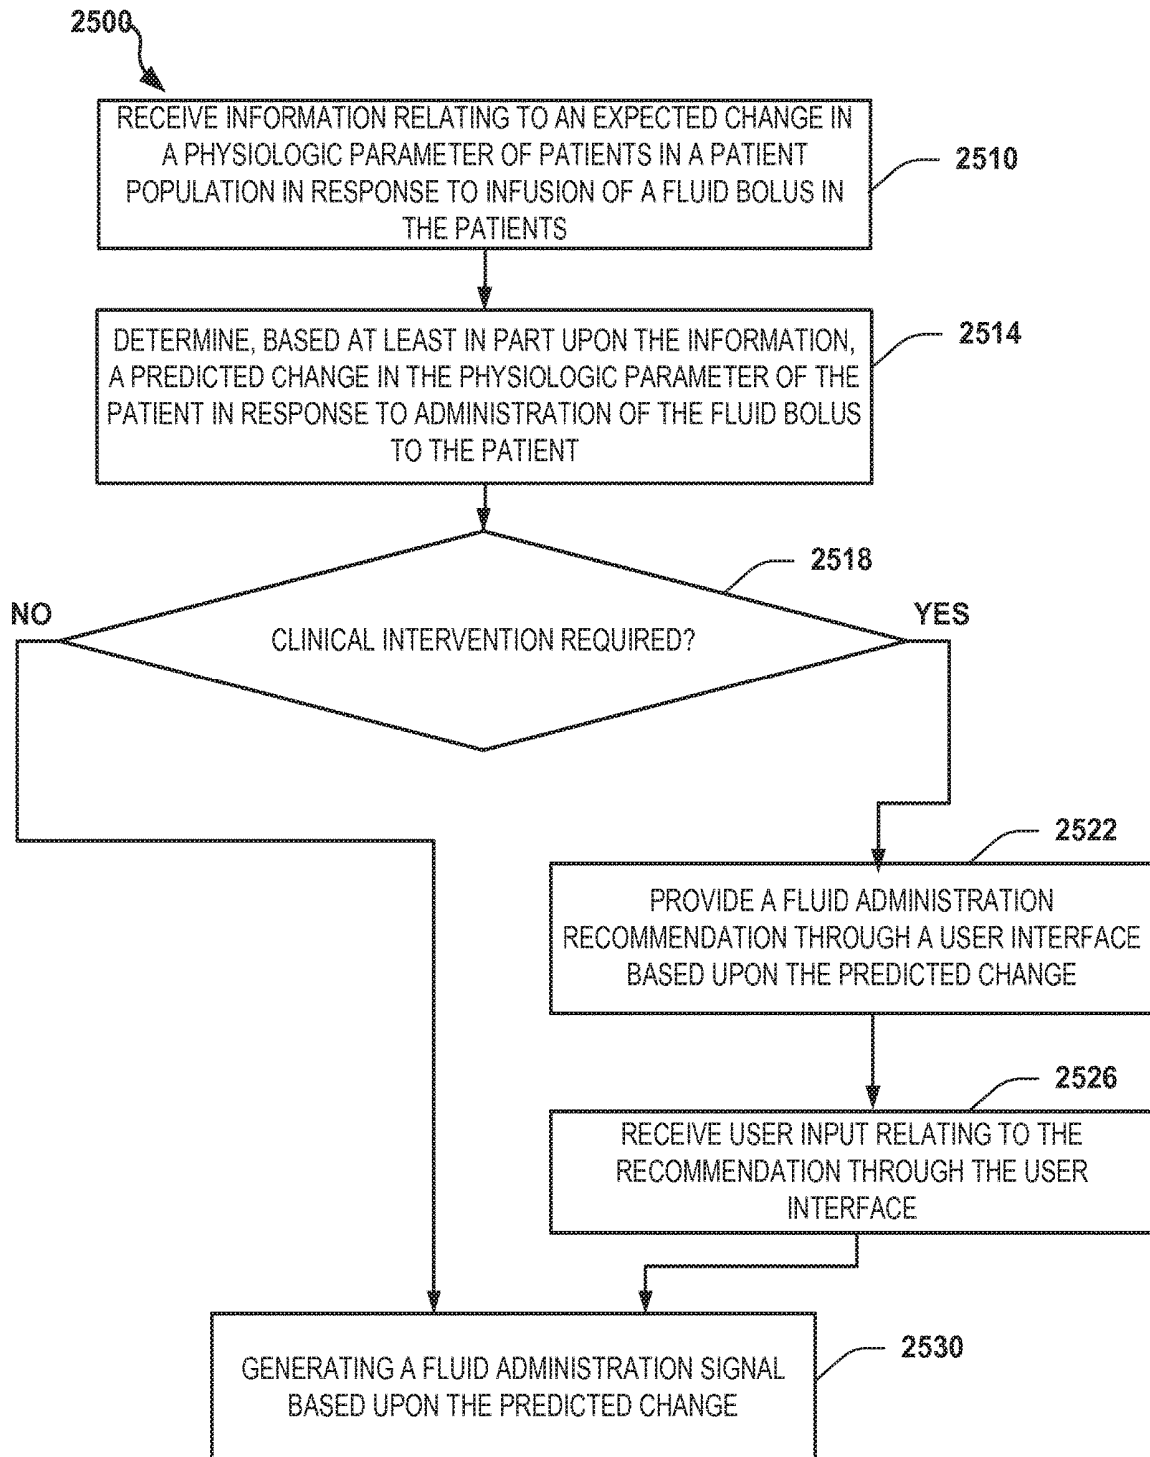 2500
RECEIVE INFORMATION RELATING TO AN EXPECTED CHANGE IN
A PHYSIOLOGIC PARAMETER OF PATIENTS IN A PATIENT
POPULATION IN RESPONSE TO INFUSION OF A FLUID BOLUS IN
THE PATIENTS
2510
DETERMINE, BASED AT LEAST IN PART UPON THE INFORMATION,
A PREDICTED CHANGE IN THE PHYSIOLOGIC PARAMETER OF THE
PATIENT IN RESPONSE TO ADMINISTRATION OF THE FLUID BOLUS
TO THE PATIENT
2514
2518
NO
CLINICAL INTERVENTION REQUIRED?
YES
2522
PROVIDE A FLUID ADMINISTRATION
RECOMMENDATION THROUGH A USER INTERFACE
BASED UPON THE PREDICTED CHANGE
2526
RECEIVE USER INPUT RELATING TO THE
RECOMMENDATION THROUGH THE USER
INTERFACE
2530
GENERATING A FLUID ADMINISTRATION SIGNAL
BASED UPON THE PREDICTED CHANGE